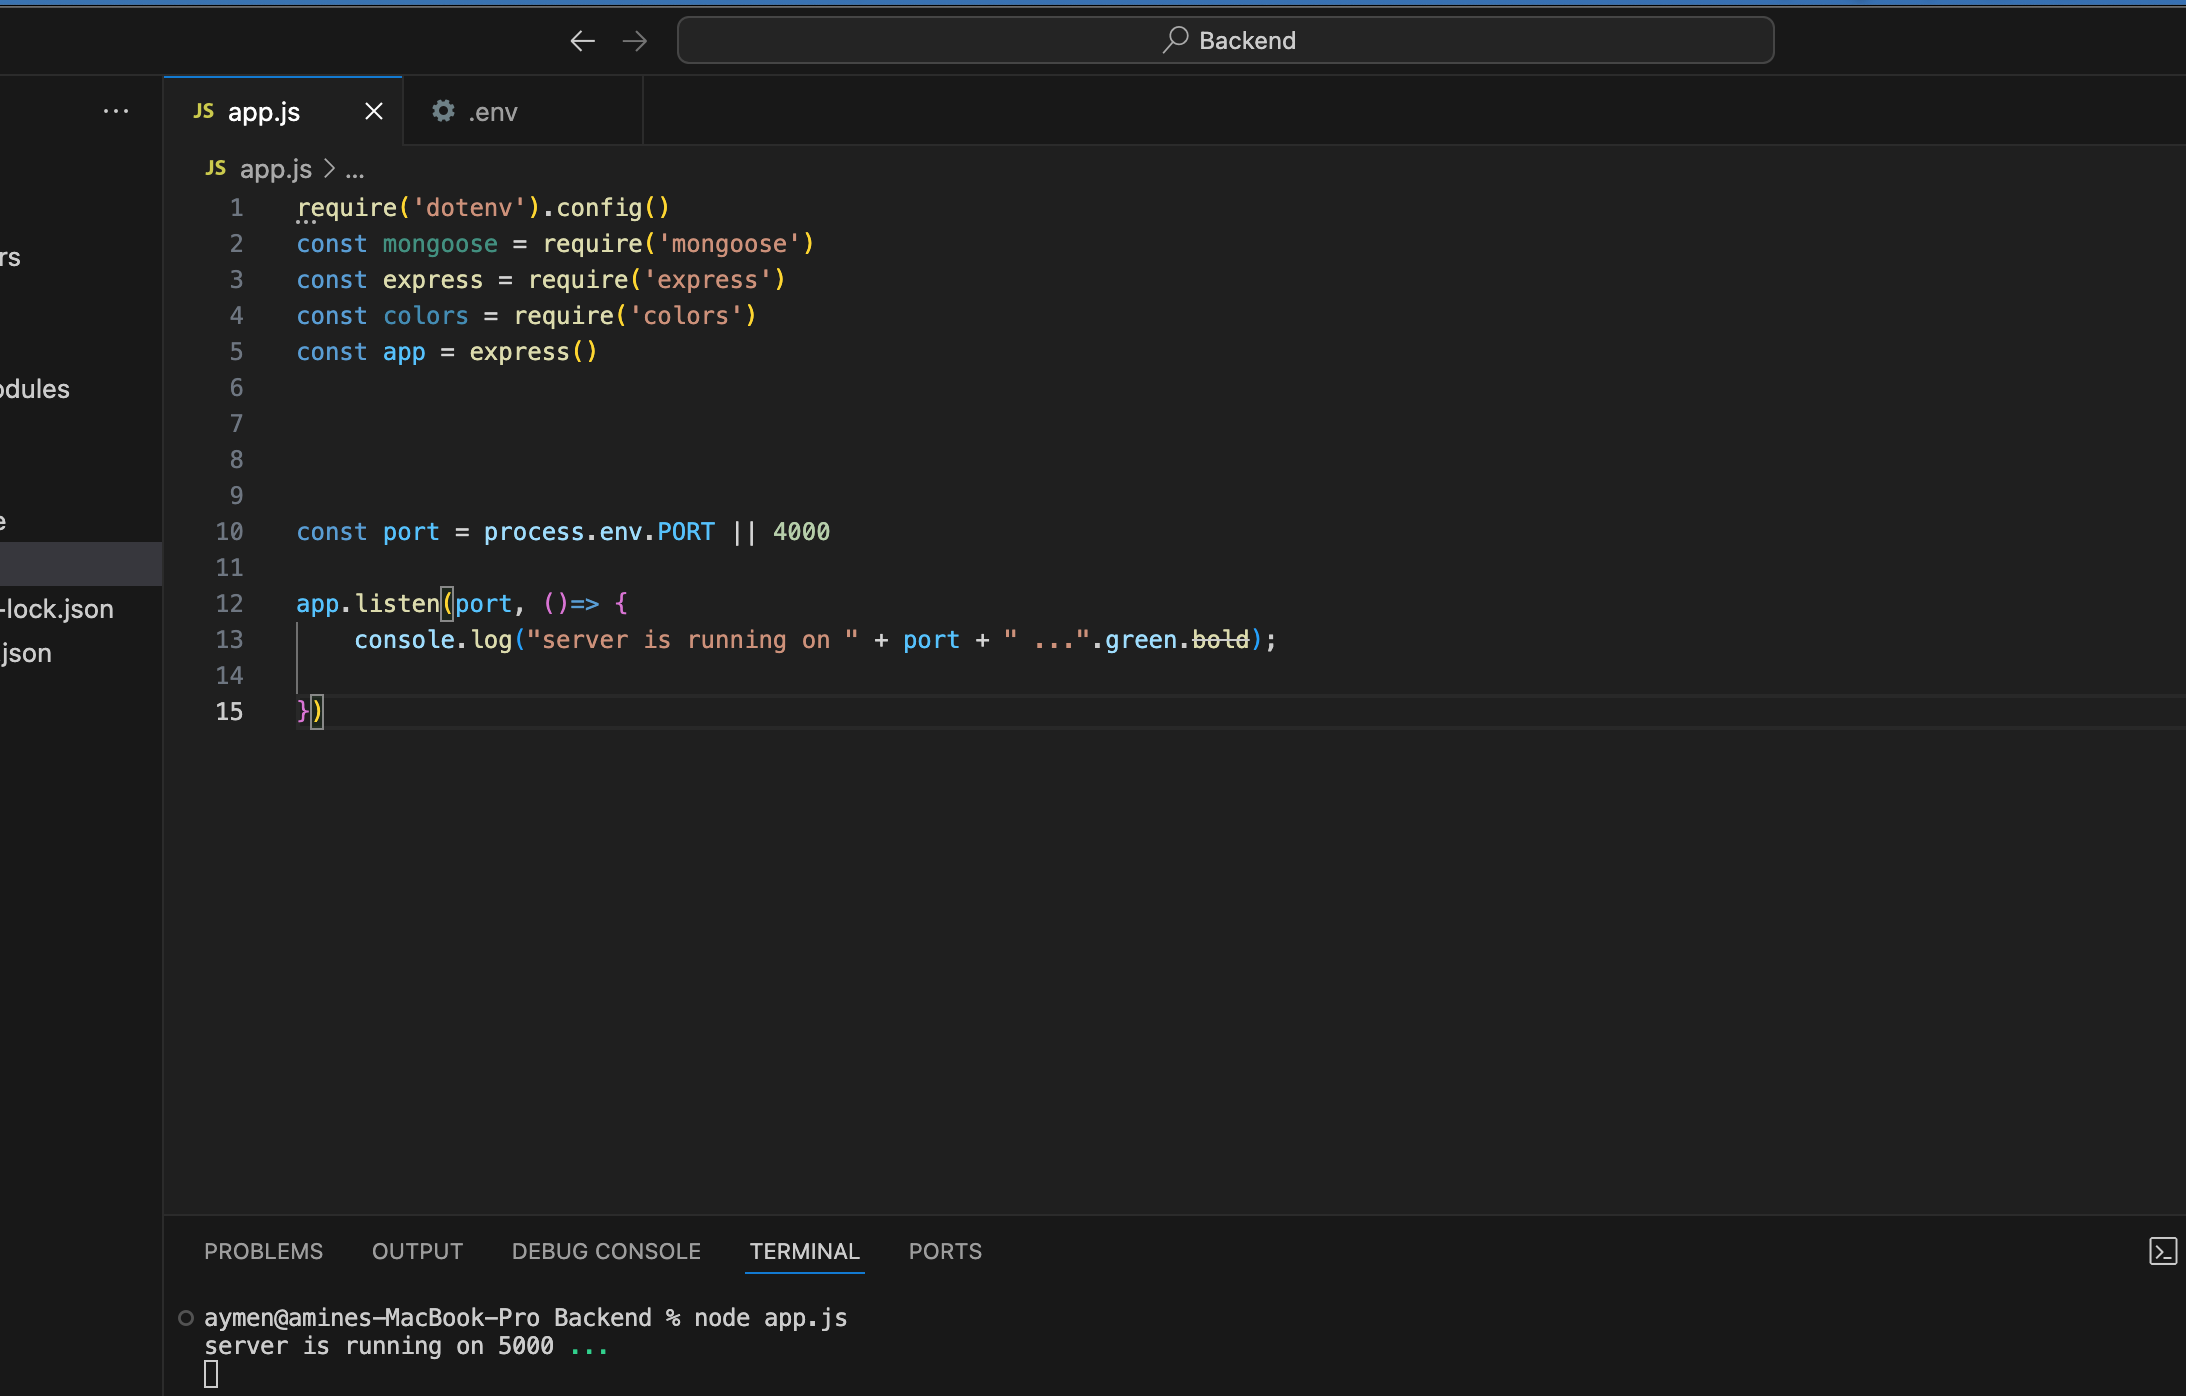 Backend
...
JS app.js
.env
JS app.js > ...
rs
odules
e
-lock.json
json
1 require('dotenv').config()
2 const mongoose = require('mongoose')
3 const express = require('express')
4 const colors = require('colors')
5 const app = express()
6
7
8
9
10 const port = process.env.PORT || 4000
11
12 app.listen(port, ()=> {
13 console.log("server is running on " + port + " ...".green.bold);
14
15 })
PROBLEMS OUTPUT DEBUG CONSOLE TERMINAL PORTS
aymen@amines-MacBook-Pro Backend % node app.js
server is running on 5000 ...